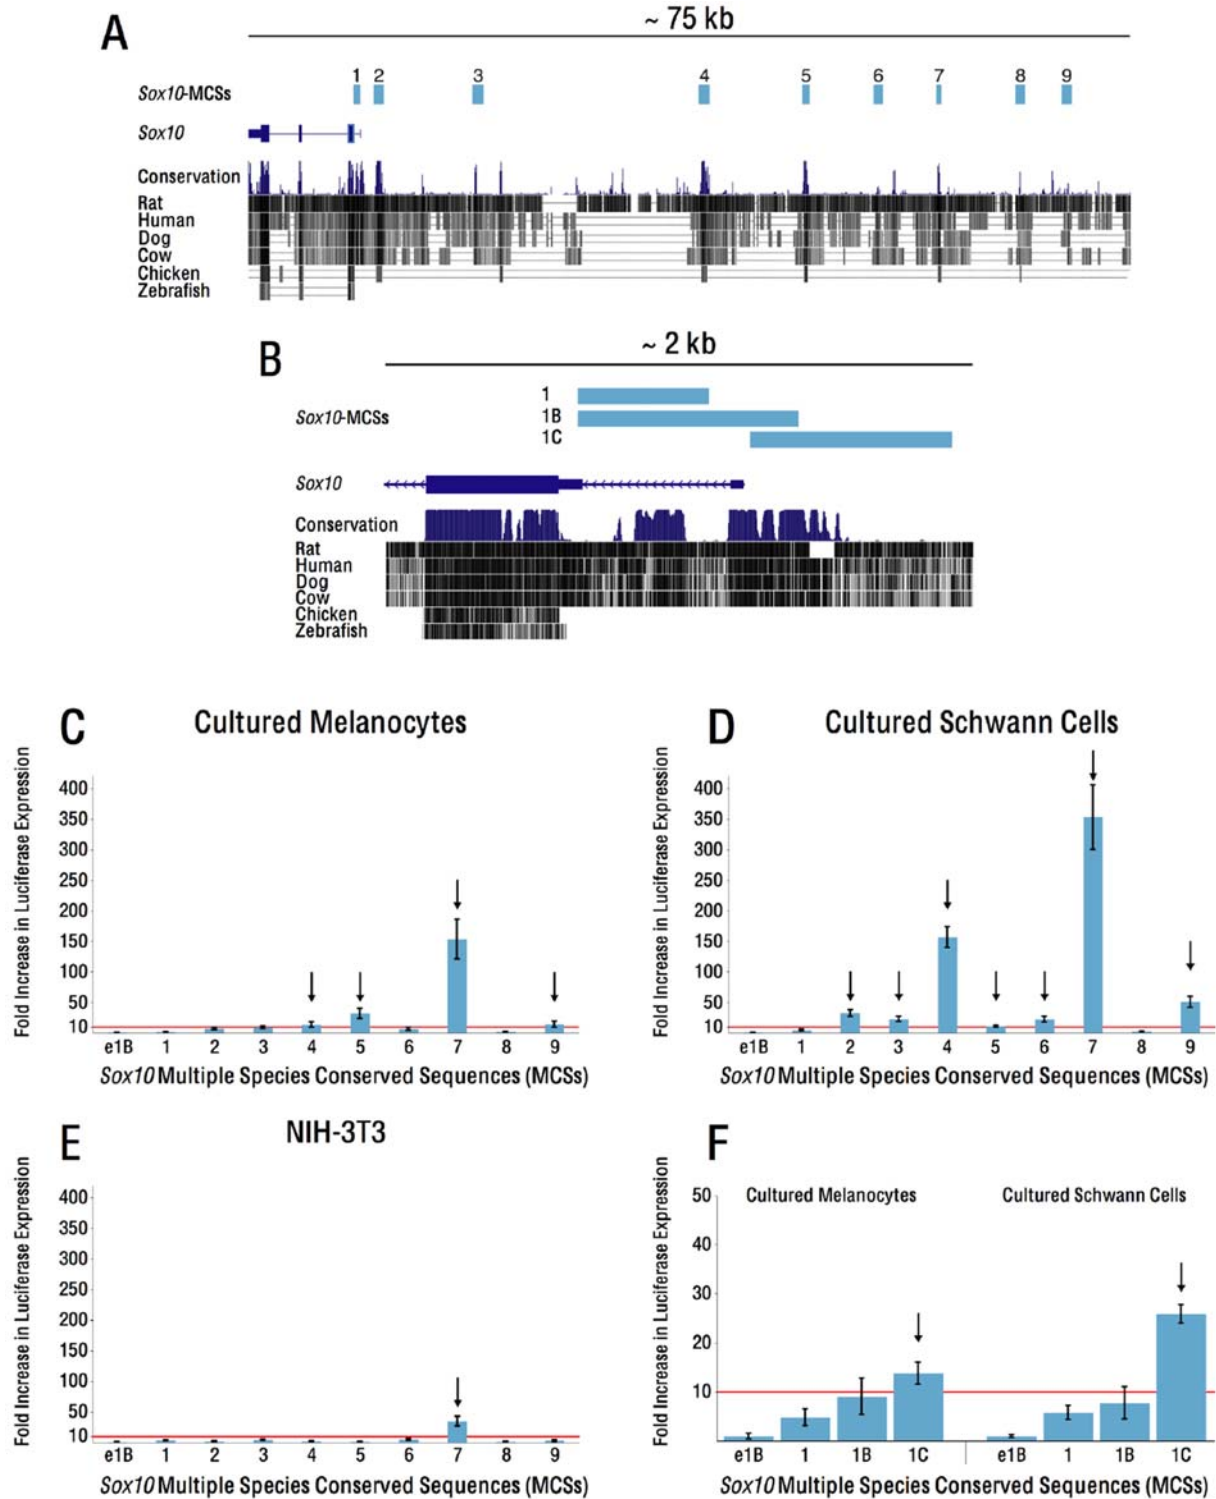 A
~ 75 kb
1 2 3 4 5 6 7 8 9
Sox10-MCSs
Sox10
Conservation
Rat
Human
Dog
Cow
Chicken
Zebrafish
B
~ 2 kb
1
1B
Sox10-MCSs
1C
Sox10
Conservation
Rat
Human
Dog
Cow
Chicken
Zebrafish
C
Cultured Melanocytes
Fold Increase in Luciferase Expression
400
350
300
250
200
150
100
50
10
e1B 1 2 3 4 5 6 7 8 9
Sox10 Multiple Species Conserved Sequences (MCSs)
D
Cultured Schwann Cells
Fold Increase in Luciferase Expression
400
350
300
250
200
150
100
50
10
e1B 1 2 3 4 5 6 7 8 9
Sox10 Multiple Species Conserved Sequences (MCSs)
E
NIH-3T3
Fold Increase in Luciferase Expression
400
350
300
250
200
150
100
50
10
e1B 1 2 3 4 5 6 7 8 9
Sox10 Multiple Species Conserved Sequences (MCSs)
F
Fold Increase in Luciferase Expression
Cultured Melanocytes Cultured Schwann Cells
50
40
30
20
10
e1B 1 1B 1C e1B 1 1B 1C
Sox10 Multiple Species Conserved Sequences (MCSs)